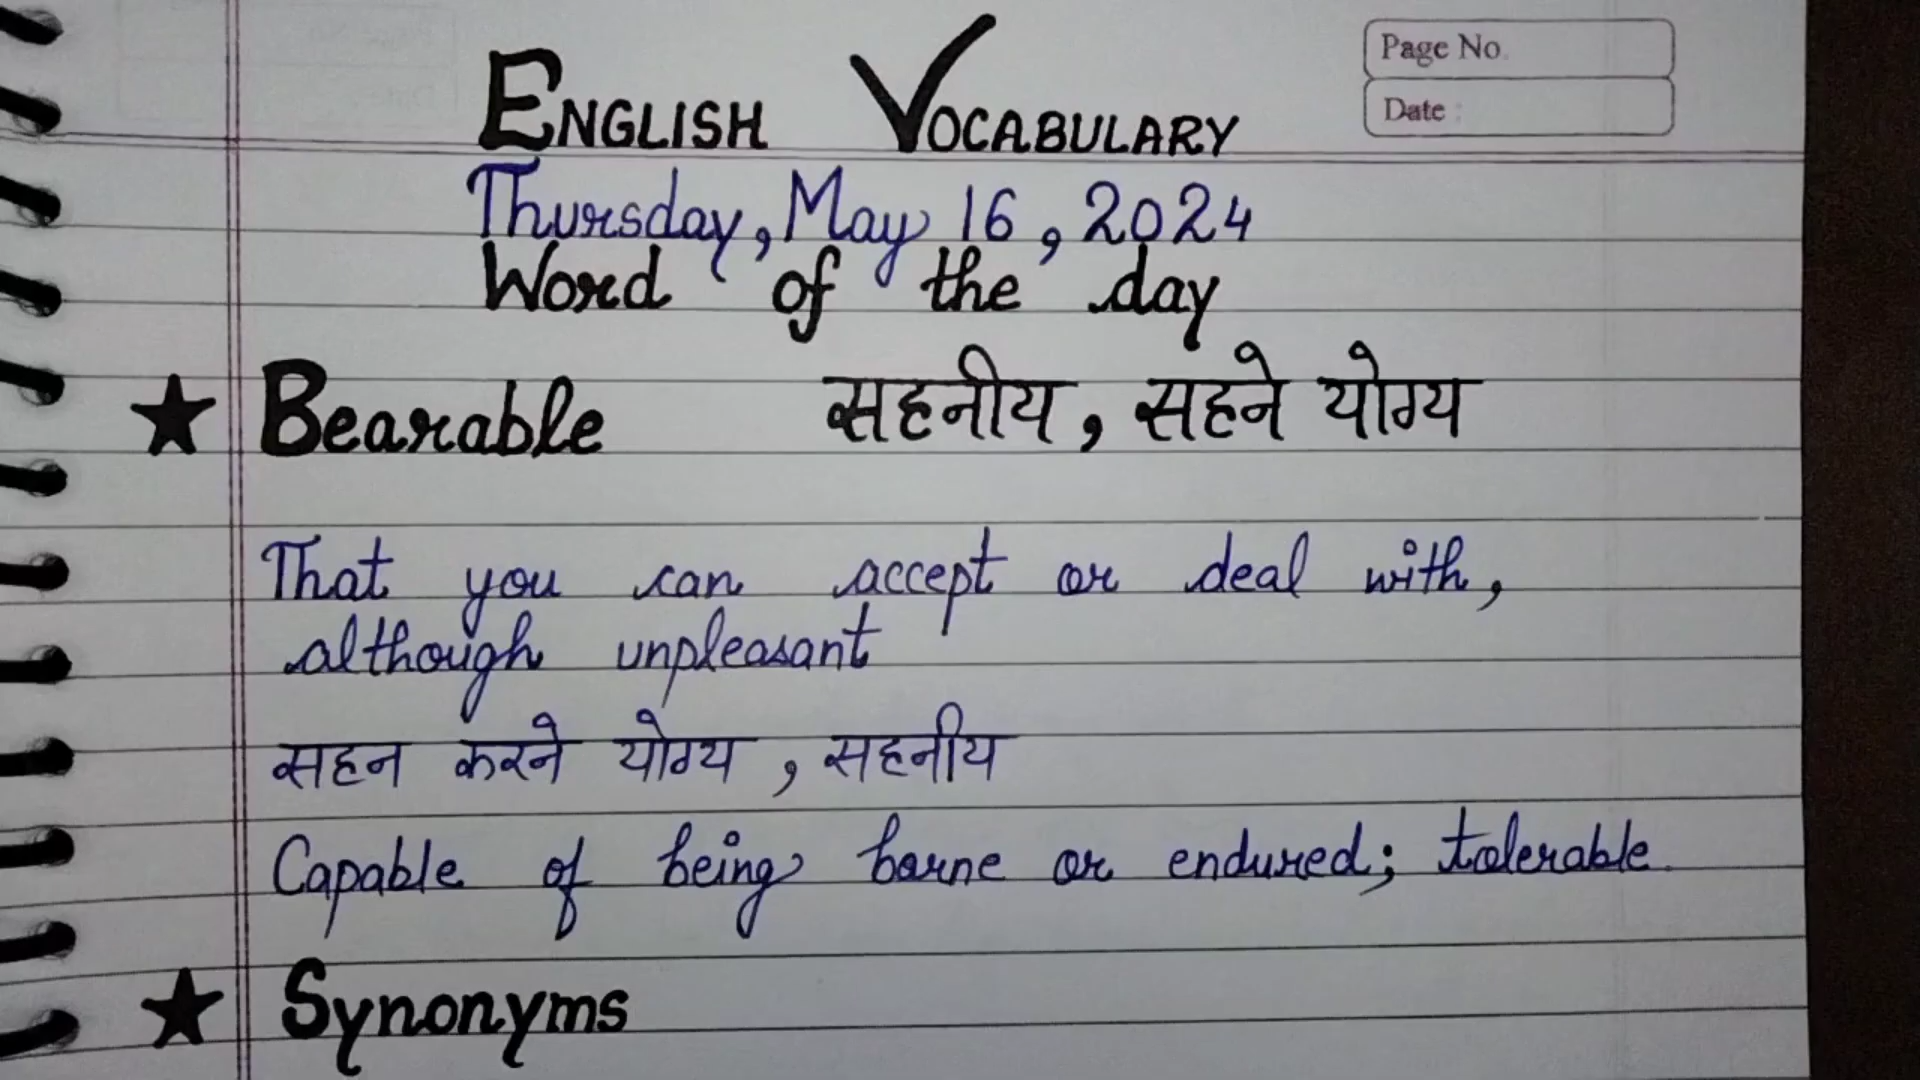 Page No.
Date :
ENGLISH VOCABULARY
Thursday, May 16, 2024
Word of the day
★ Bearable सहनीय, सहने योग्य
That you can accept or deal with,
although unpleasant
सहन करने योग्य, सहनीय
Capable of being borne or endured; tolerable
★ Synonyms